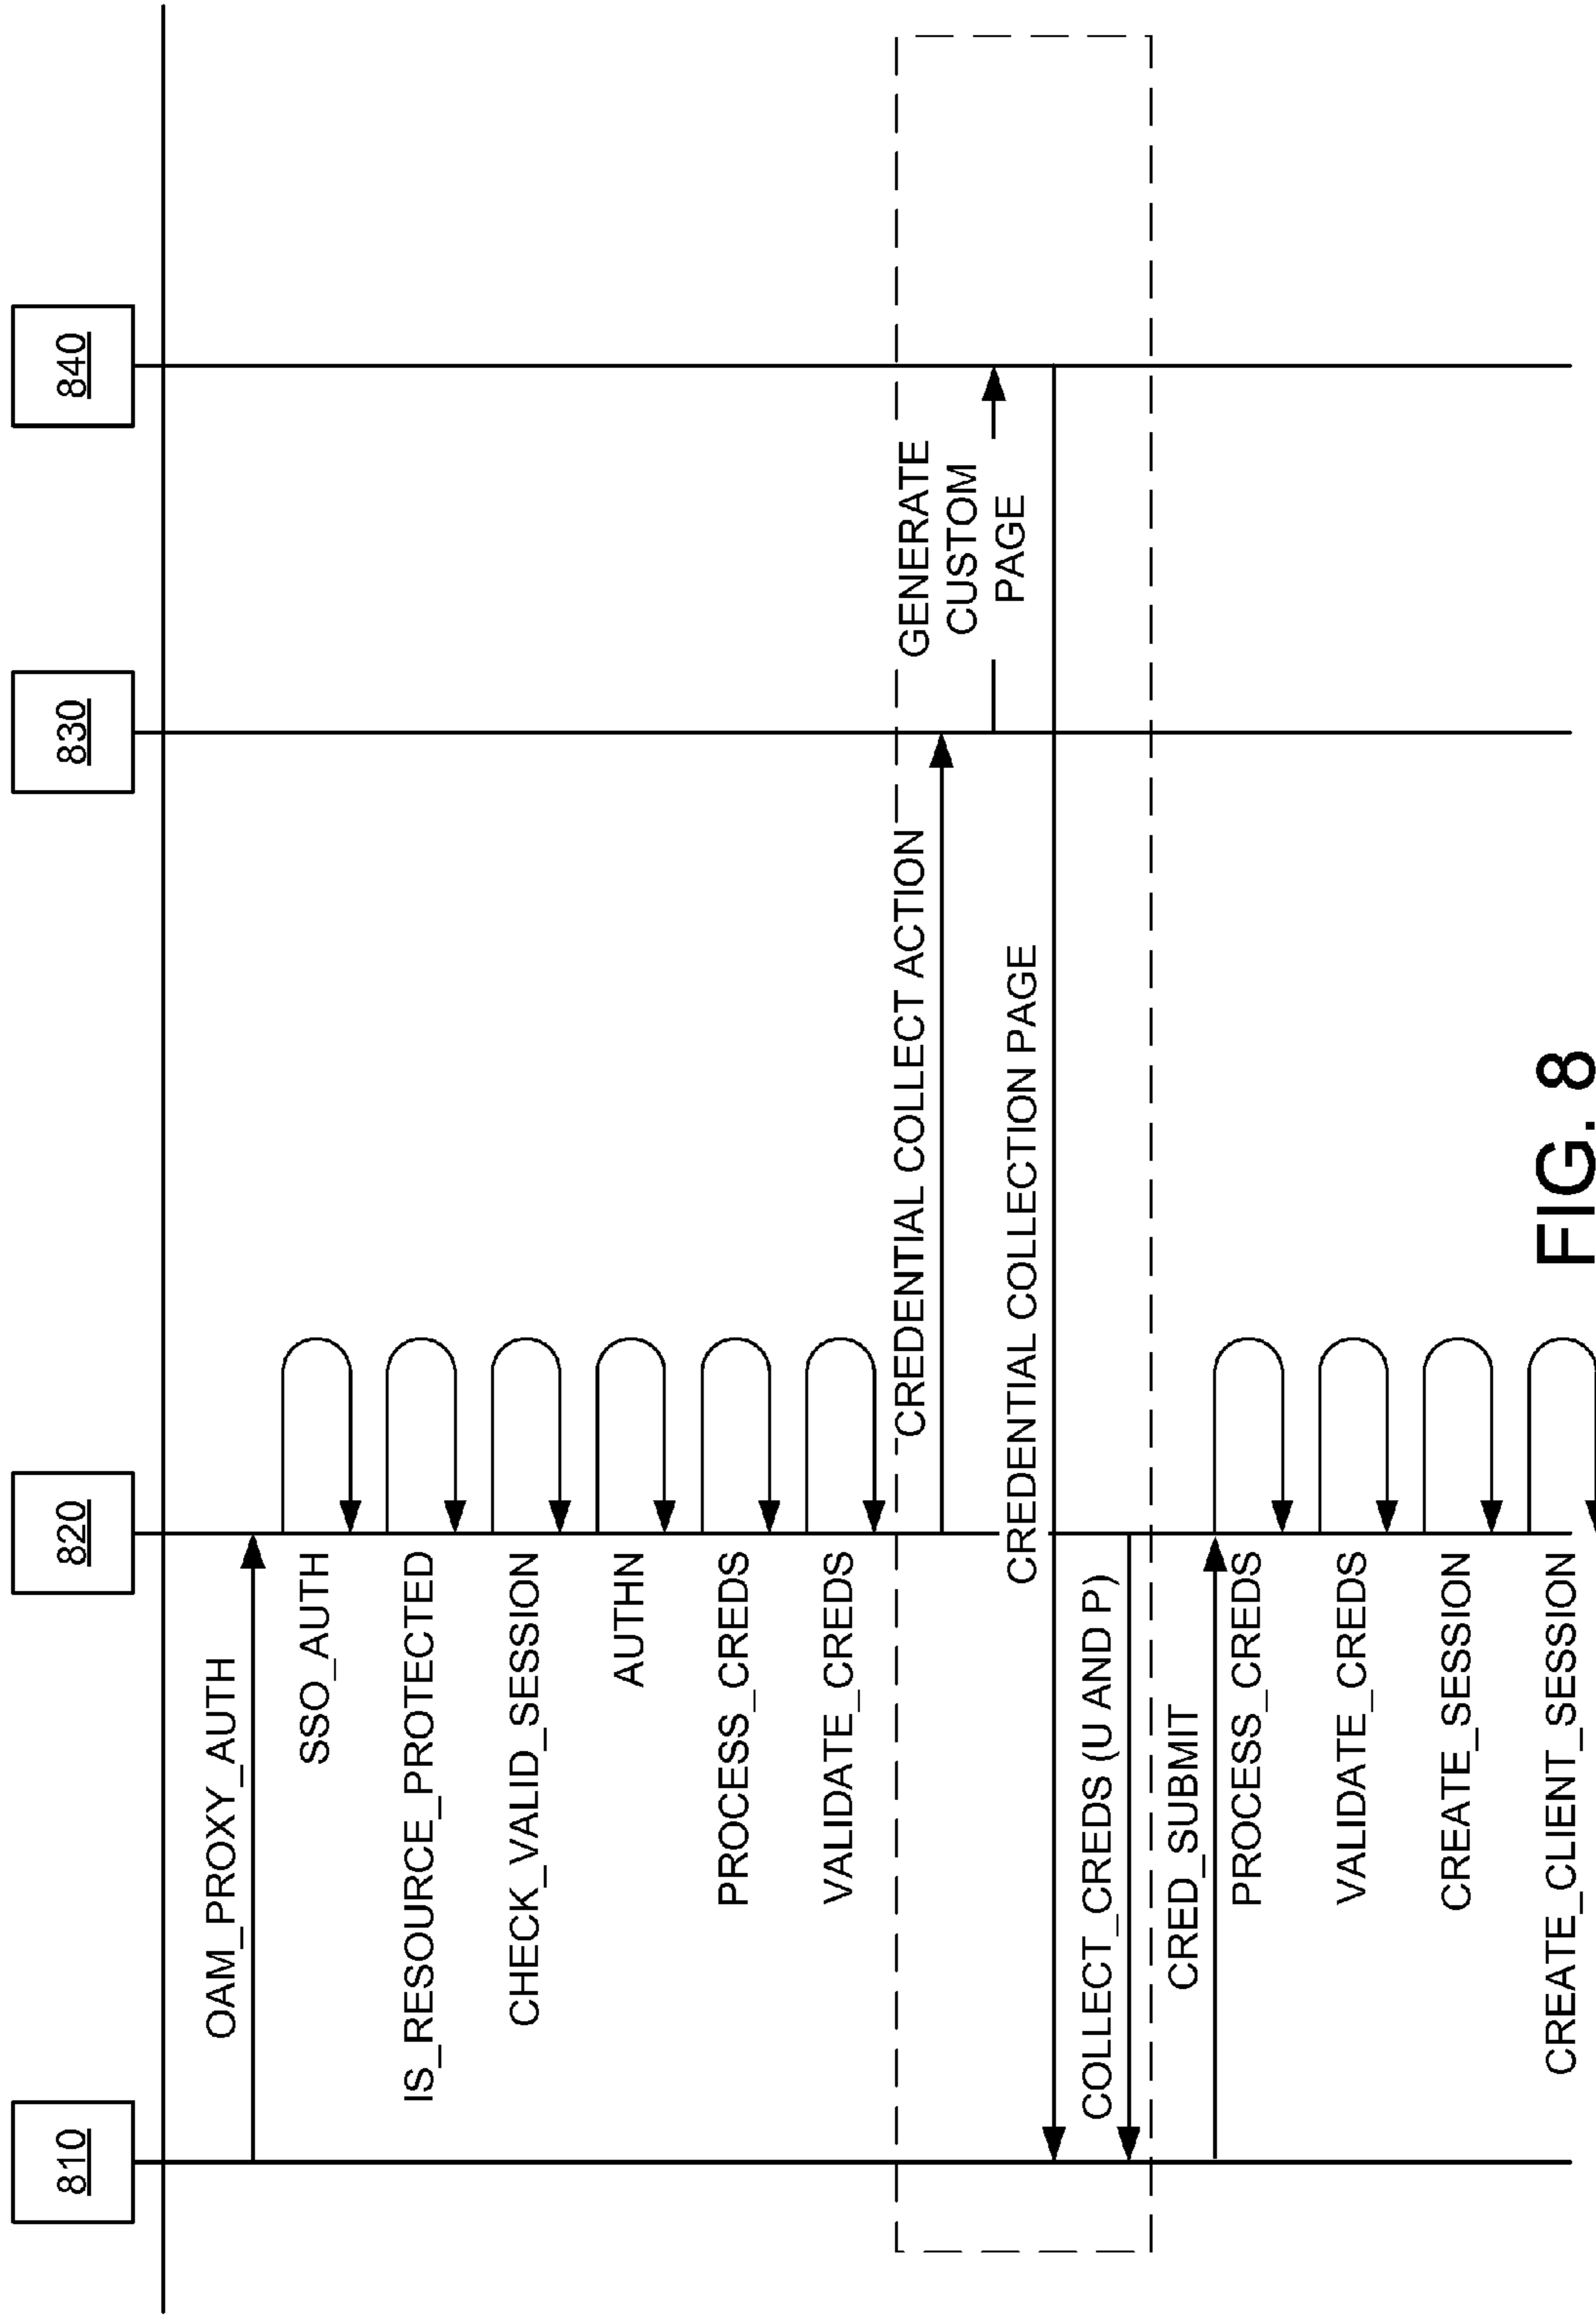 810
820
830
840
OAM_PROXY_AUTH
SSO_AUTH
IS_RESOURCE_PROTECTED
CHECK_VALID_SESSION
AUTHN
PROCESS_CREDS
VALIDATE_CREDS
CREDENTIAL COLLECT ACTION
GENERATE
CUSTOM
PAGE
CREDENTIAL COLLECTION PAGE
COLLECT_CREDS (U AND P)
CRED_SUBMIT
PROCESS_CREDS
VALIDATE_CREDS
CREATE_SESSION
CREATE_CLIENT_SESSION
FIG. 8